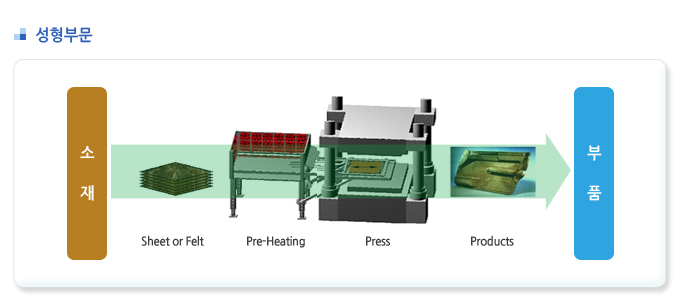 성형부문
소
재
부
품
Sheet or Felt
Pre-Heating
Press
Products